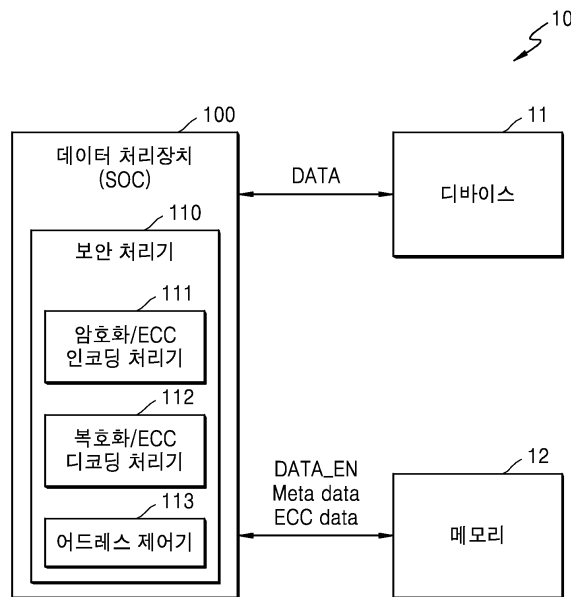 10
100
데이터 처리장치
(SOC)
110
보안 처리기
111
암호화/ECC
인코딩 처리기
112
복호화/ECC
디코딩 처리기
113
어드레스 제어기
DATA
11
디바이스
DATA_EN
Meta data
ECC data
12
메모리